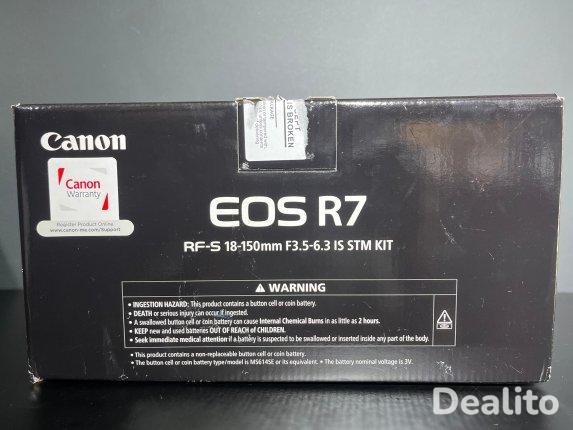 Canon
Canon
Warranty
Register Product Online
www.canon-me.com/Support
IS BROKEN
EOS R7
RF-S 18-150mm F3.5-6.3 IS STM KIT
⚠ WARNING
• INGESTION HAZARD: This product contains a button cell or coin battery.
• DEATH or serious injury can occur if ingested.
• A swallowed button cell or coin battery can cause Internal Chemical Burns in as little as 2 hours.
• KEEP new and used batteries OUT OF REACH of CHILDREN.
• Seek immediate medical attention if a battery is suspected to be swallowed or inserted inside any part of the body.
• This product contains a non-replaceable button cell or coin battery.
• The button cell or coin battery type/model is MS614SE or its equivalent. • The battery nominal voltage is 3V.
Dealito